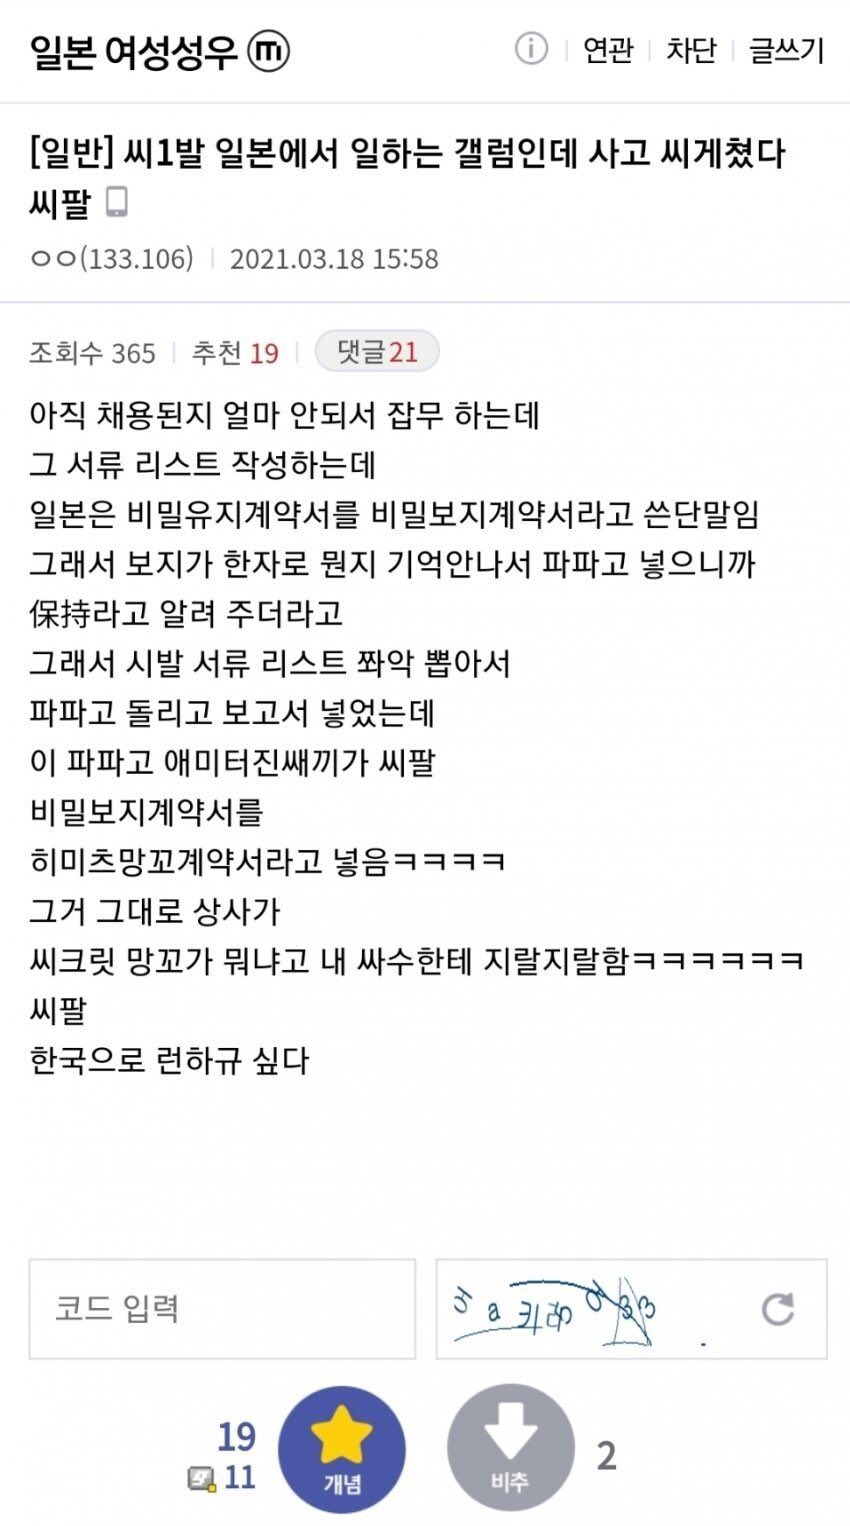 일본 여성성우 ⓜ ⓘ 연관 차단 글쓰기
[일반] 씨1발 일본에서 일하는 갤럼인데 사고 씨게쳤다
씨팔
ㅇㅇ(133.106) 2021.03.18 15:58
조회수 365 추천 19 댓글 21
아직 채용된지 얼마 안되서 잡무 하는데
그 서류 리스트 작성하는데
일본은 비밀유지계약서를 비밀보지계약서라고 쓴단말임
그래서 보지가 한자로 뭔지 기억안나서 파파고 넣으니까
保持라고 알려 주더라고
그래서 시발 서류 리스트 쫘악 뽑아서
파파고 돌리고 보고서 넣었는데
이 파파고 애미터진쌔끼가 씨팔
비밀보지계약서를
히미츠망꼬계약서라고 넣음ㅋㅋㅋㅋ
그거 그대로 상사가
씨크릿 망꼬가 뭐냐고 내 싸수한테 지랄지랄함ㅋㅋㅋㅋㅋㅋ
씨팔
한국으로 런하규 싶다
코드 입력
19
11
개념
비추
2